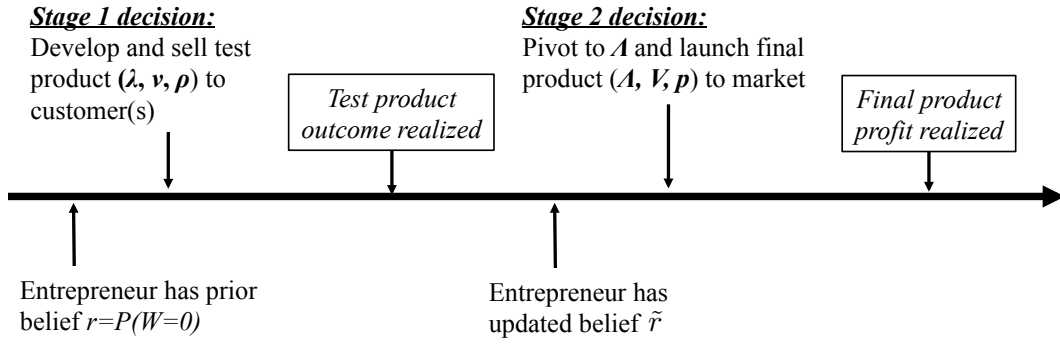 Stage 1 decision:
Develop and sell test
product (λ, ν, ρ) to
customer(s)
Test product
outcome realized
Stage 2 decision:
Pivot to Λ and launch final
product (Λ, V, p) to market
Final product
profit realized
Entrepreneur has prior
belief r=P(W=0)
Entrepreneur has
updated belief r̃